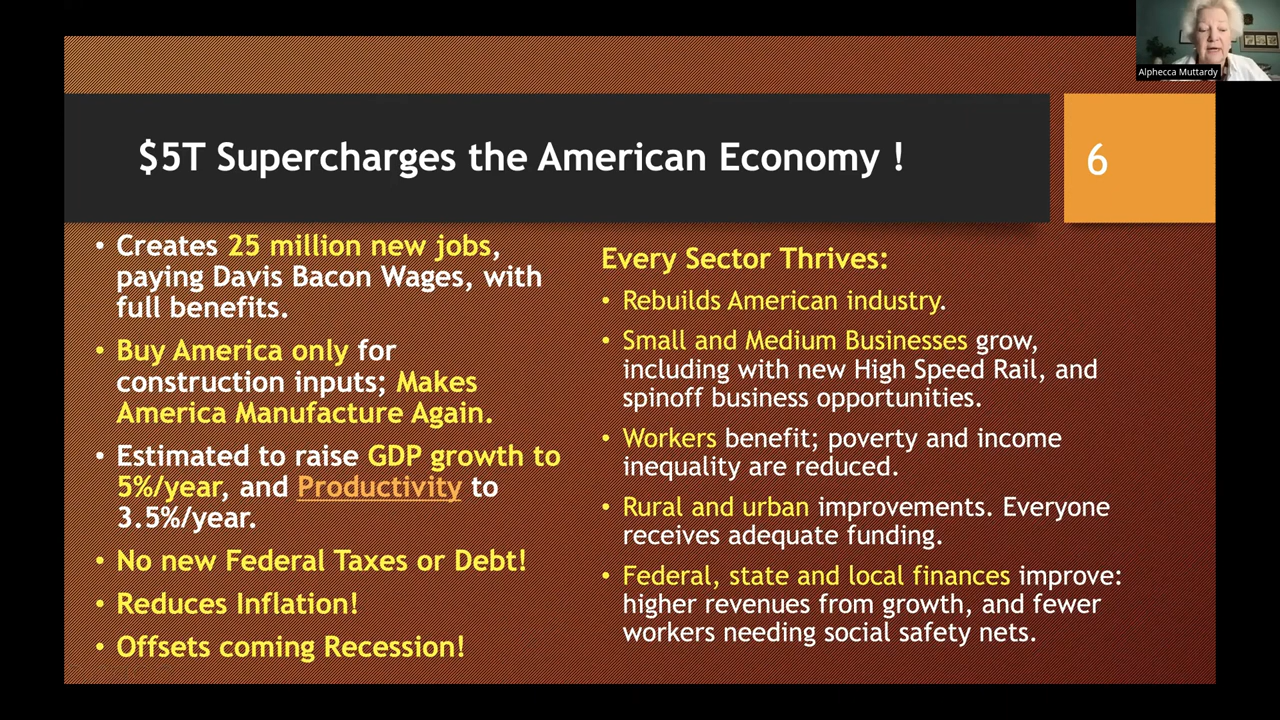 Alphecca Muttardy
$5T Supercharges the American Economy !
6
• Creates 25 million new jobs,
paying Davis Bacon Wages, with
full benefits.
• Buy America only for
construction inputs; Makes
America Manufacture Again.
• Estimated to raise GDP growth to
5%/year, and Productivity to
3.5%/year.
• No new Federal Taxes or Debt!
• Reduces Inflation!
• Offsets coming Recession!
Every Sector Thrives:
• Rebuilds American industry.
• Small and Medium Businesses grow,
including with new High Speed Rail, and
spinoff business opportunities.
• Workers benefit; poverty and income
inequality are reduced.
• Rural and urban improvements. Everyone
receives adequate funding.
• Federal, state and local finances improve:
higher revenues from growth, and fewer
workers needing social safety nets.